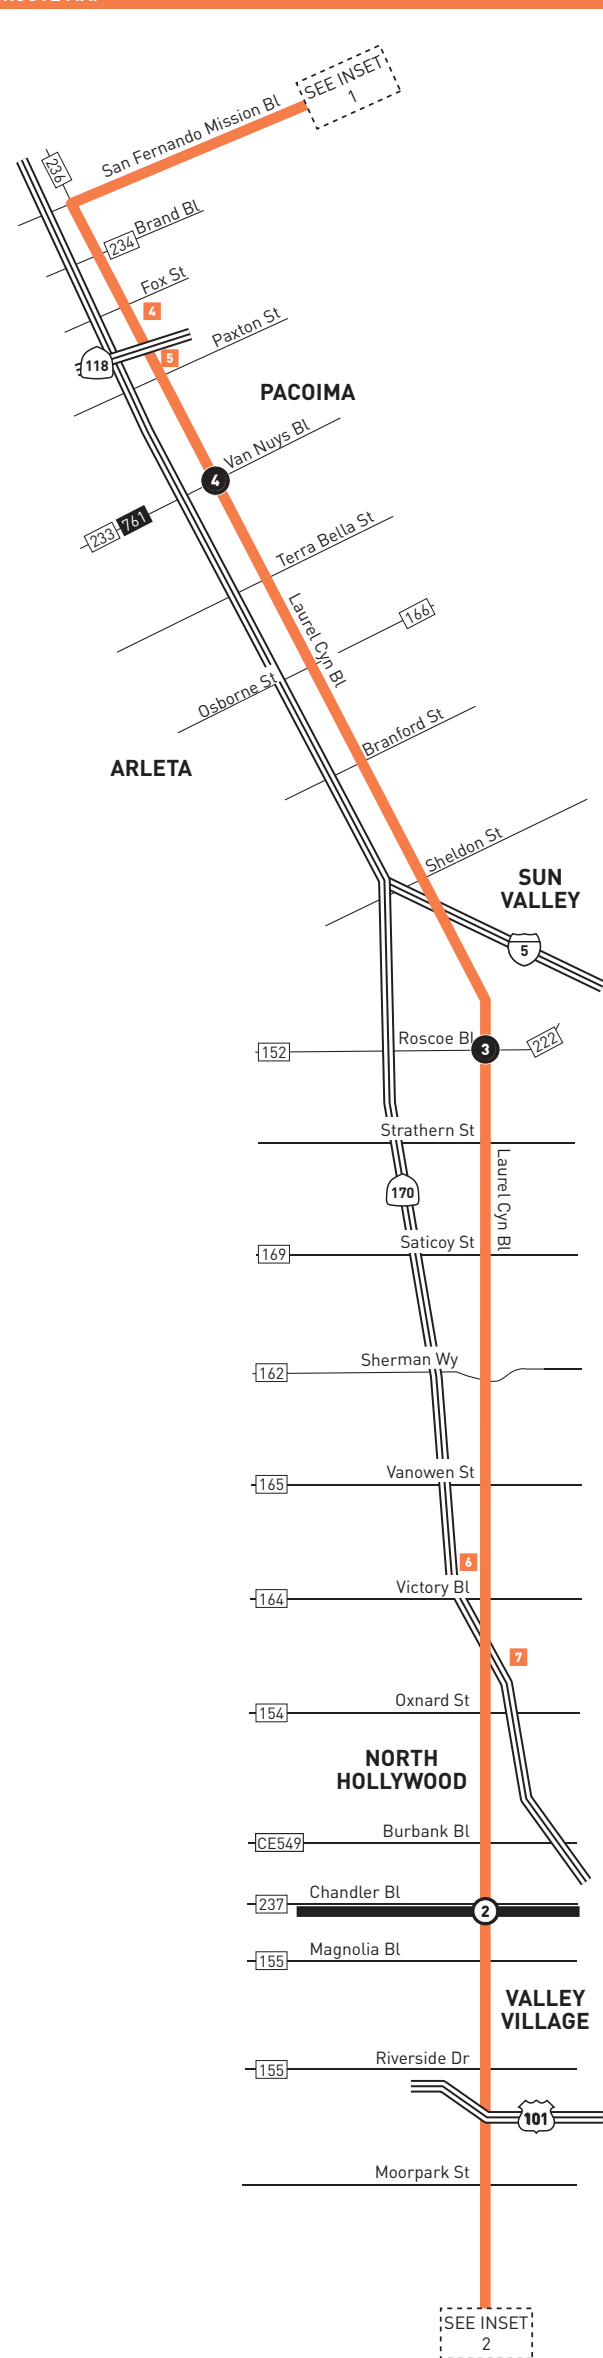 SEE INSET
1
San Fernando Mission Bl
236
Brand Bl
234
Fox St
4
Paxton St
118
5
PACOIMA
Van Nuys Bl
4
761
233
Terra Bella St
Laurel Cyn Bl
166
Osborne St
Branford St
ARLETA
Sheldon St
SUN
VALLEY
5
Roscoe Bl
3
222
152
Strathern St
Laurel Cyn Bl
170
Saticoy St
169
Sherman Wy
162
Vanowen St
165
6
Victory Bl
164
7
Oxnard St
154
NORTH
HOLLYWOOD
Burbank Bl
CE549
Chandler Bl
237
2
Magnolia Bl
155
VALLEY
VILLAGE
Riverside Dr
155
101
Moorpark St
SEE INSET
2